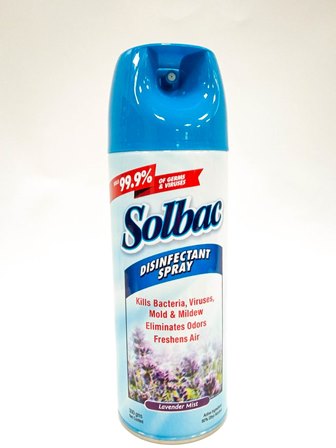 99.9%
OF GERMS
& VIRUSES
Solbac
DISINFECTANT
SPRAY
Kills Bacteria, Viruses,
Mold & Mildew
Eliminates Odors
Freshens Air
Lavender Mist